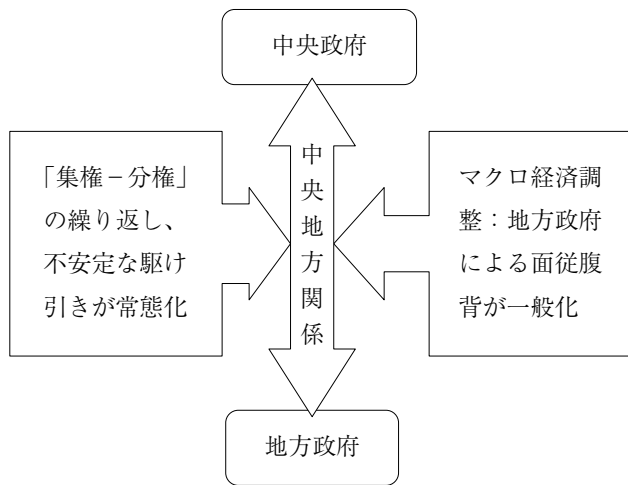 中央政府
「集権－分権」
の繰り返し、
不安定な駆け
引きが常態化
中央地方関係
マクロ経済調
整：地方政府
による面従腹
背が一般化
地方政府